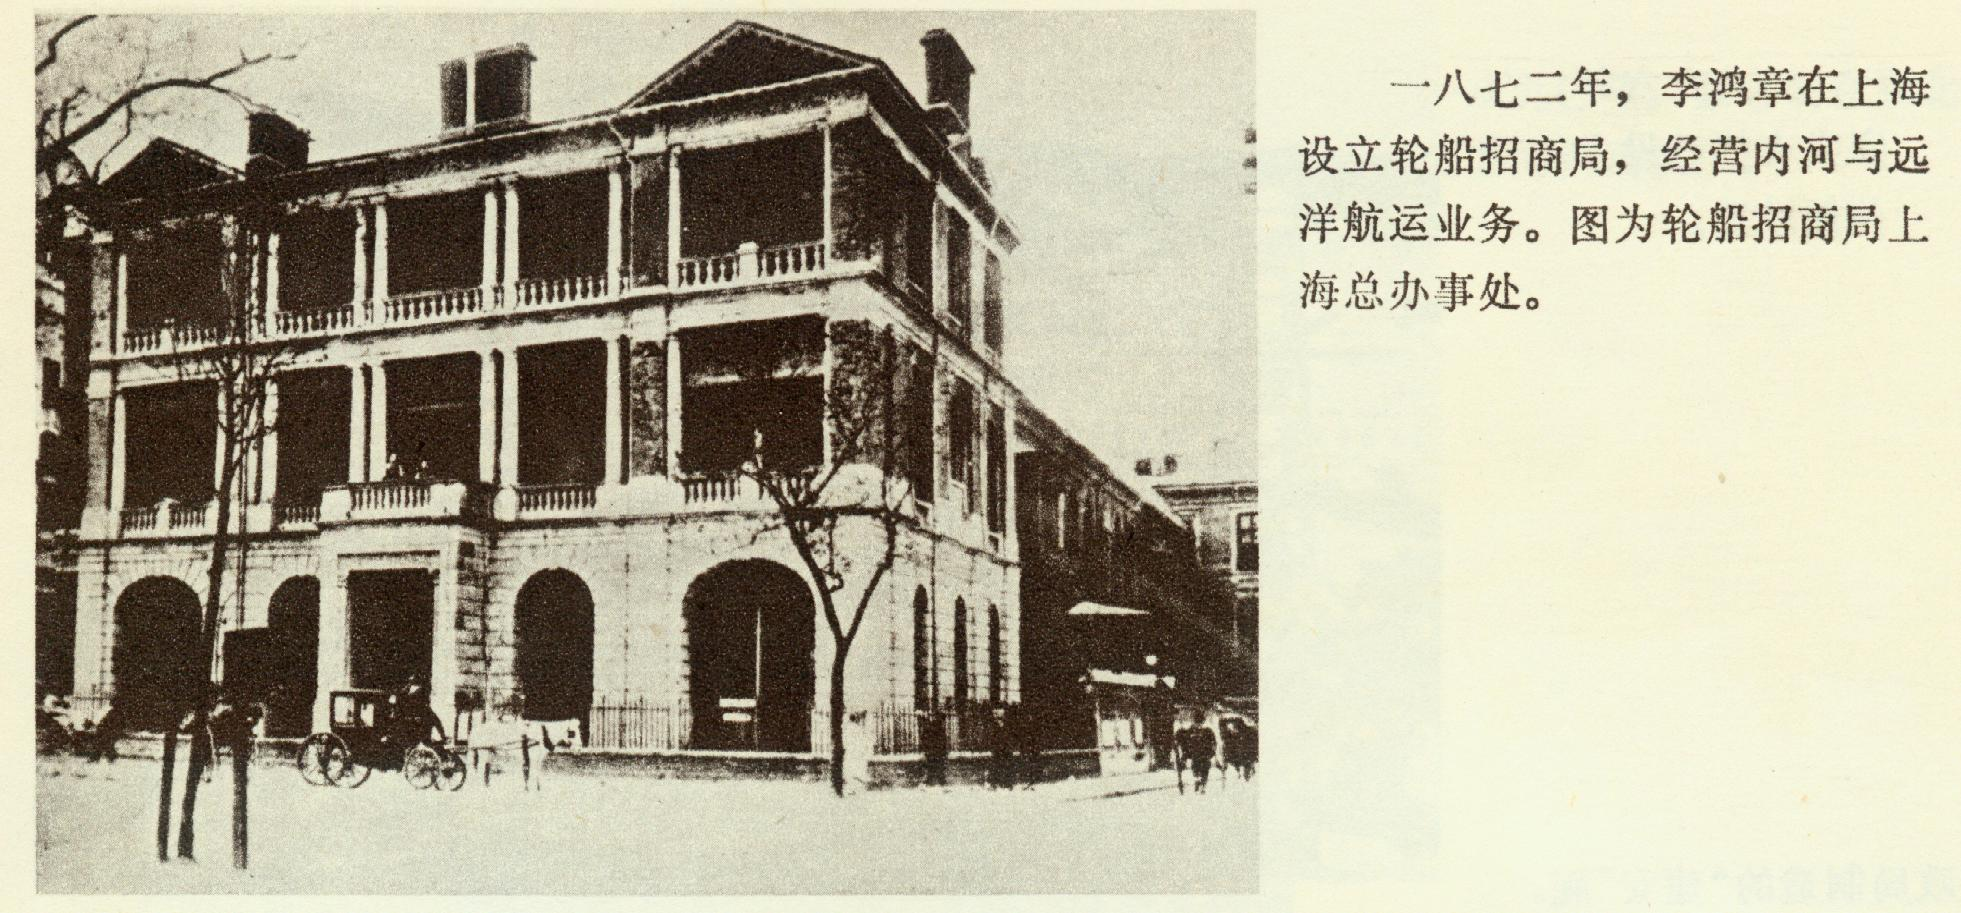 一八七二年，李鸿章在上海
设立轮船招商局，经营内河与远
洋航运业务。图为轮船招商局上
海总办事处。